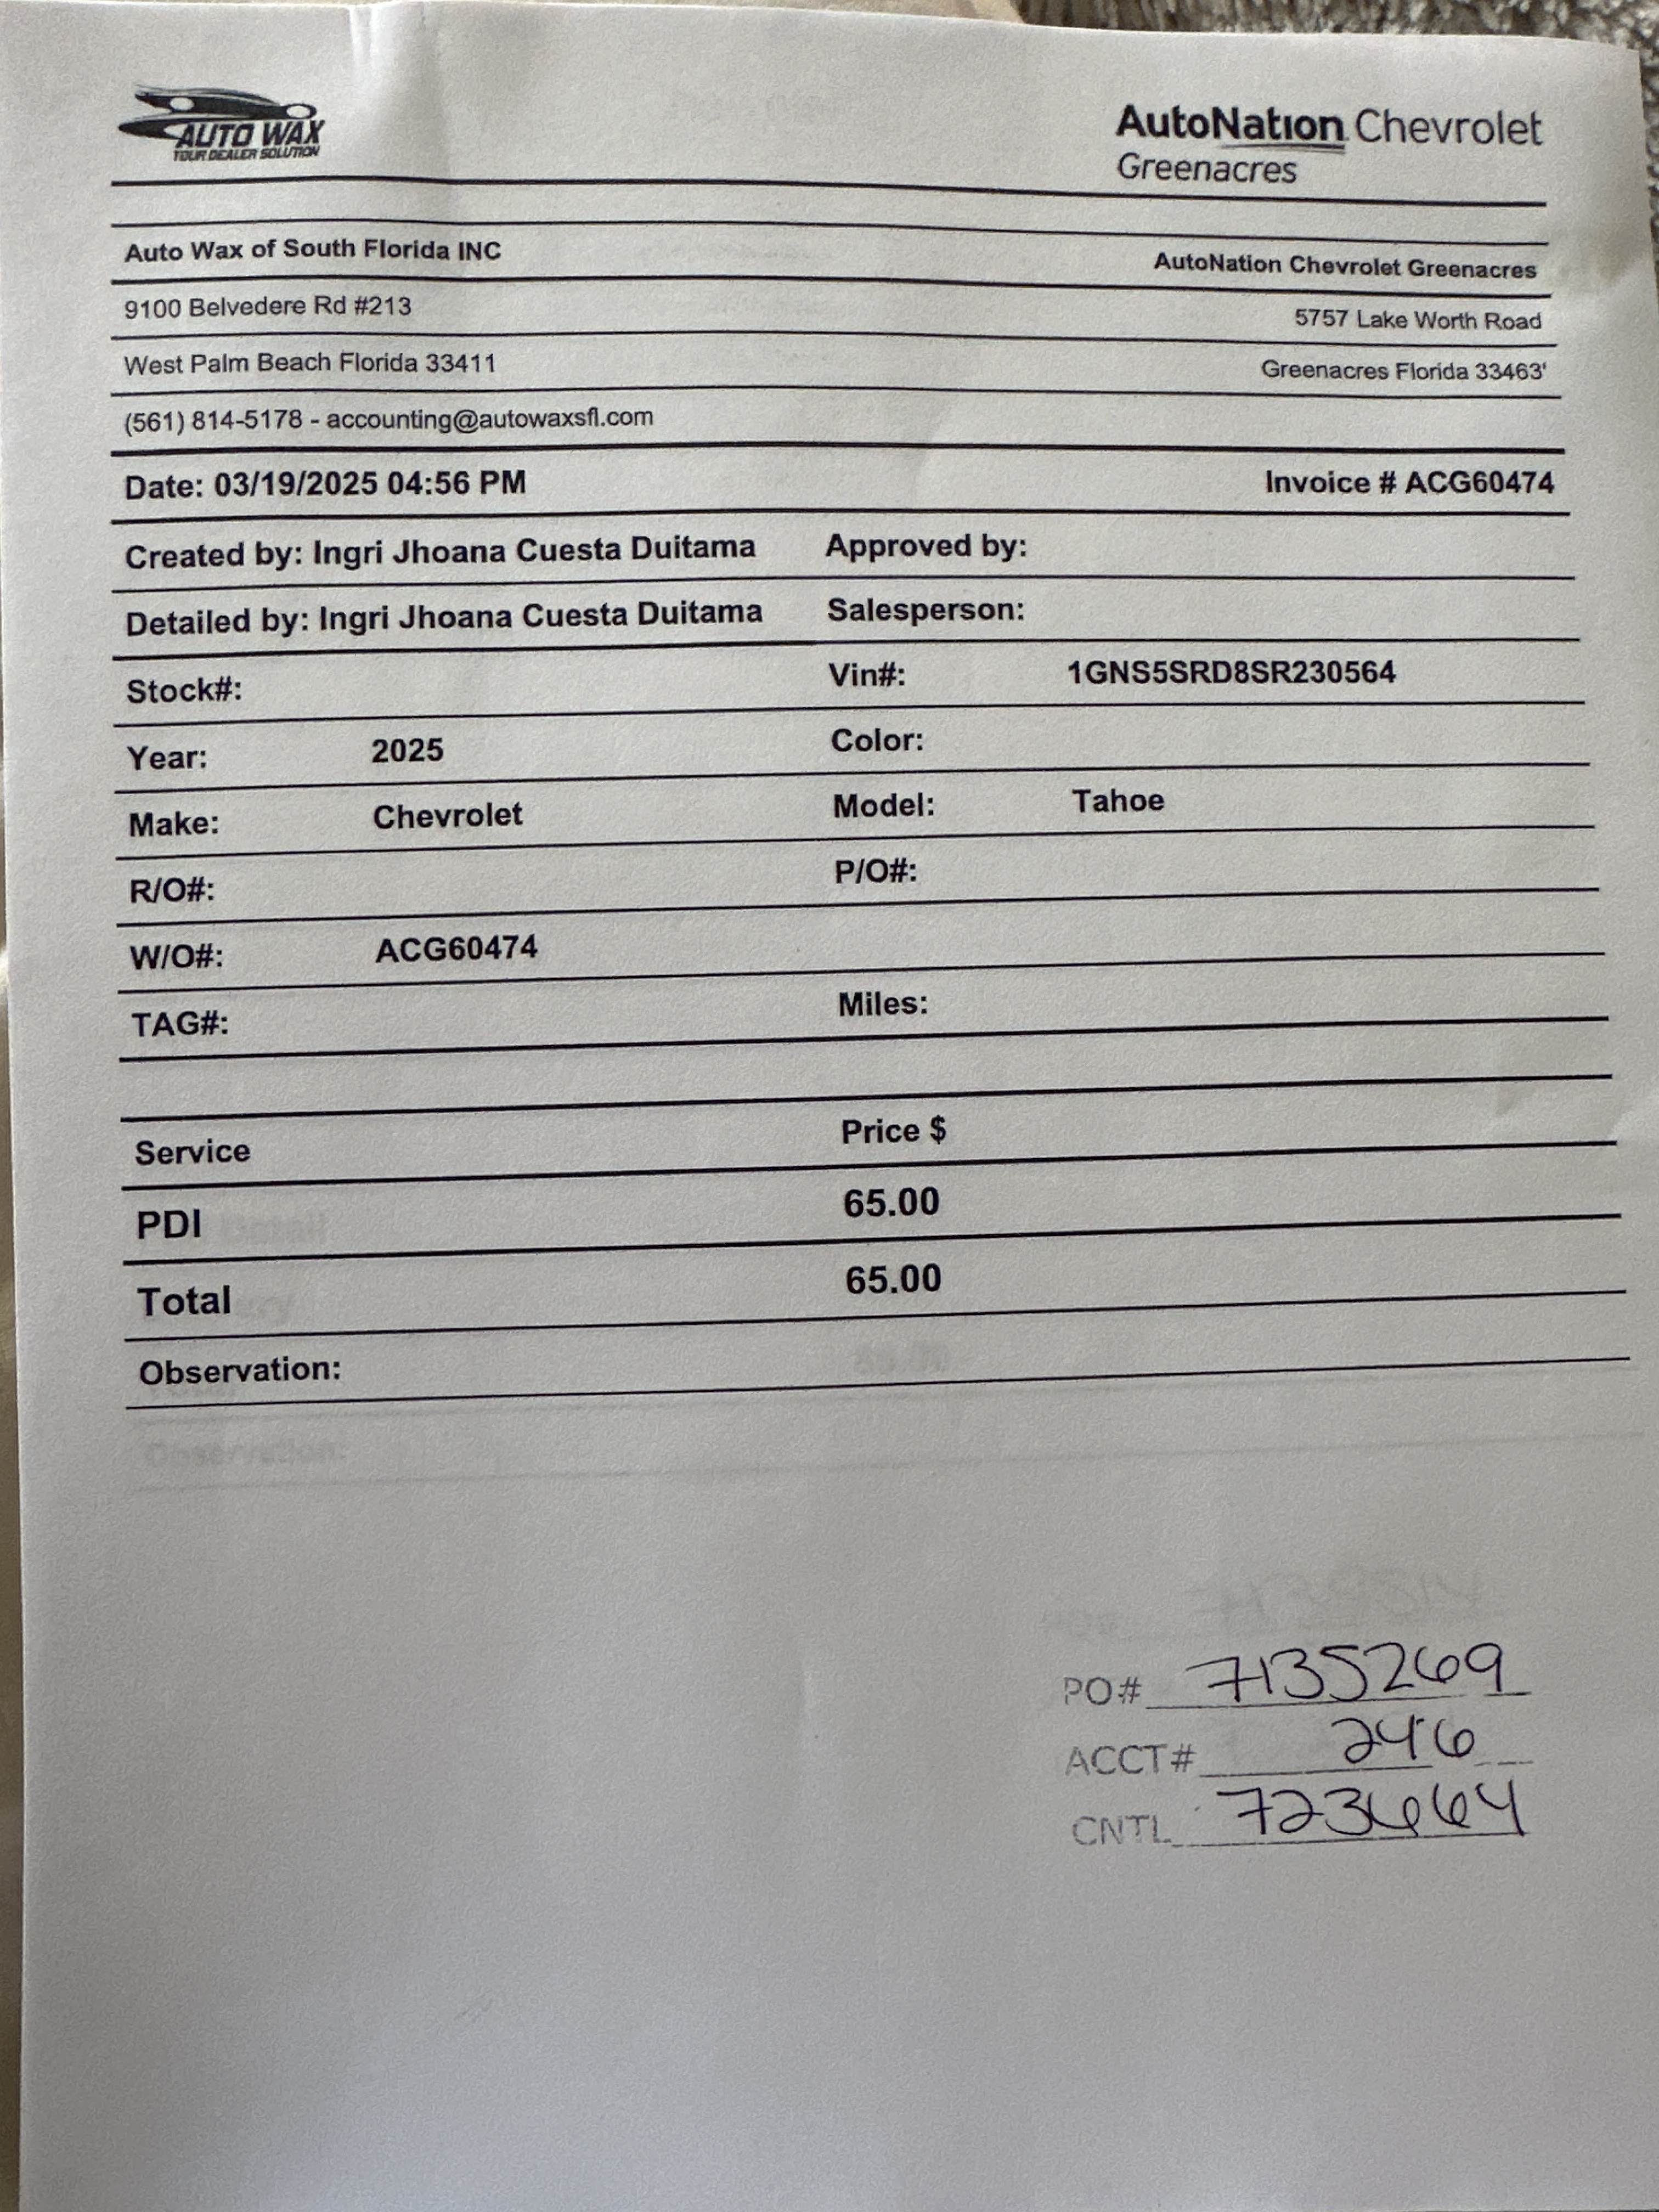 AUTO WAX
YOUR DEALER SOLUTION
AutoNation Chevrolet
Greenacres
Auto Wax of South Florida INC AutoNation Chevrolet Greenacres
9100 Belvedere Rd #213 5757 Lake Worth Road
West Palm Beach Florida 33411 Greenacres Florida 33463'
(561) 814-5178 - accounting@autowaxsfl.com
Date: 03/19/2025 04:56 PM Invoice # ACG60474
Created by: Ingri Jhoana Cuesta Duitama Approved by:
Detailed by: Ingri Jhoana Cuesta Duitama Salesperson:
Stock#: Vin#: 1GNS5SRD8SR230564
Year: 2025 Color:
Make: Chevrolet Model: Tahoe
R/O#: P/O#:
W/O#: ACG60474
TAG#: Miles:
Service Price $
PDI 65.00
Total 65.00
Observation:
Observation:
PO# 7135269
ACCT# 246
CNTL 723664